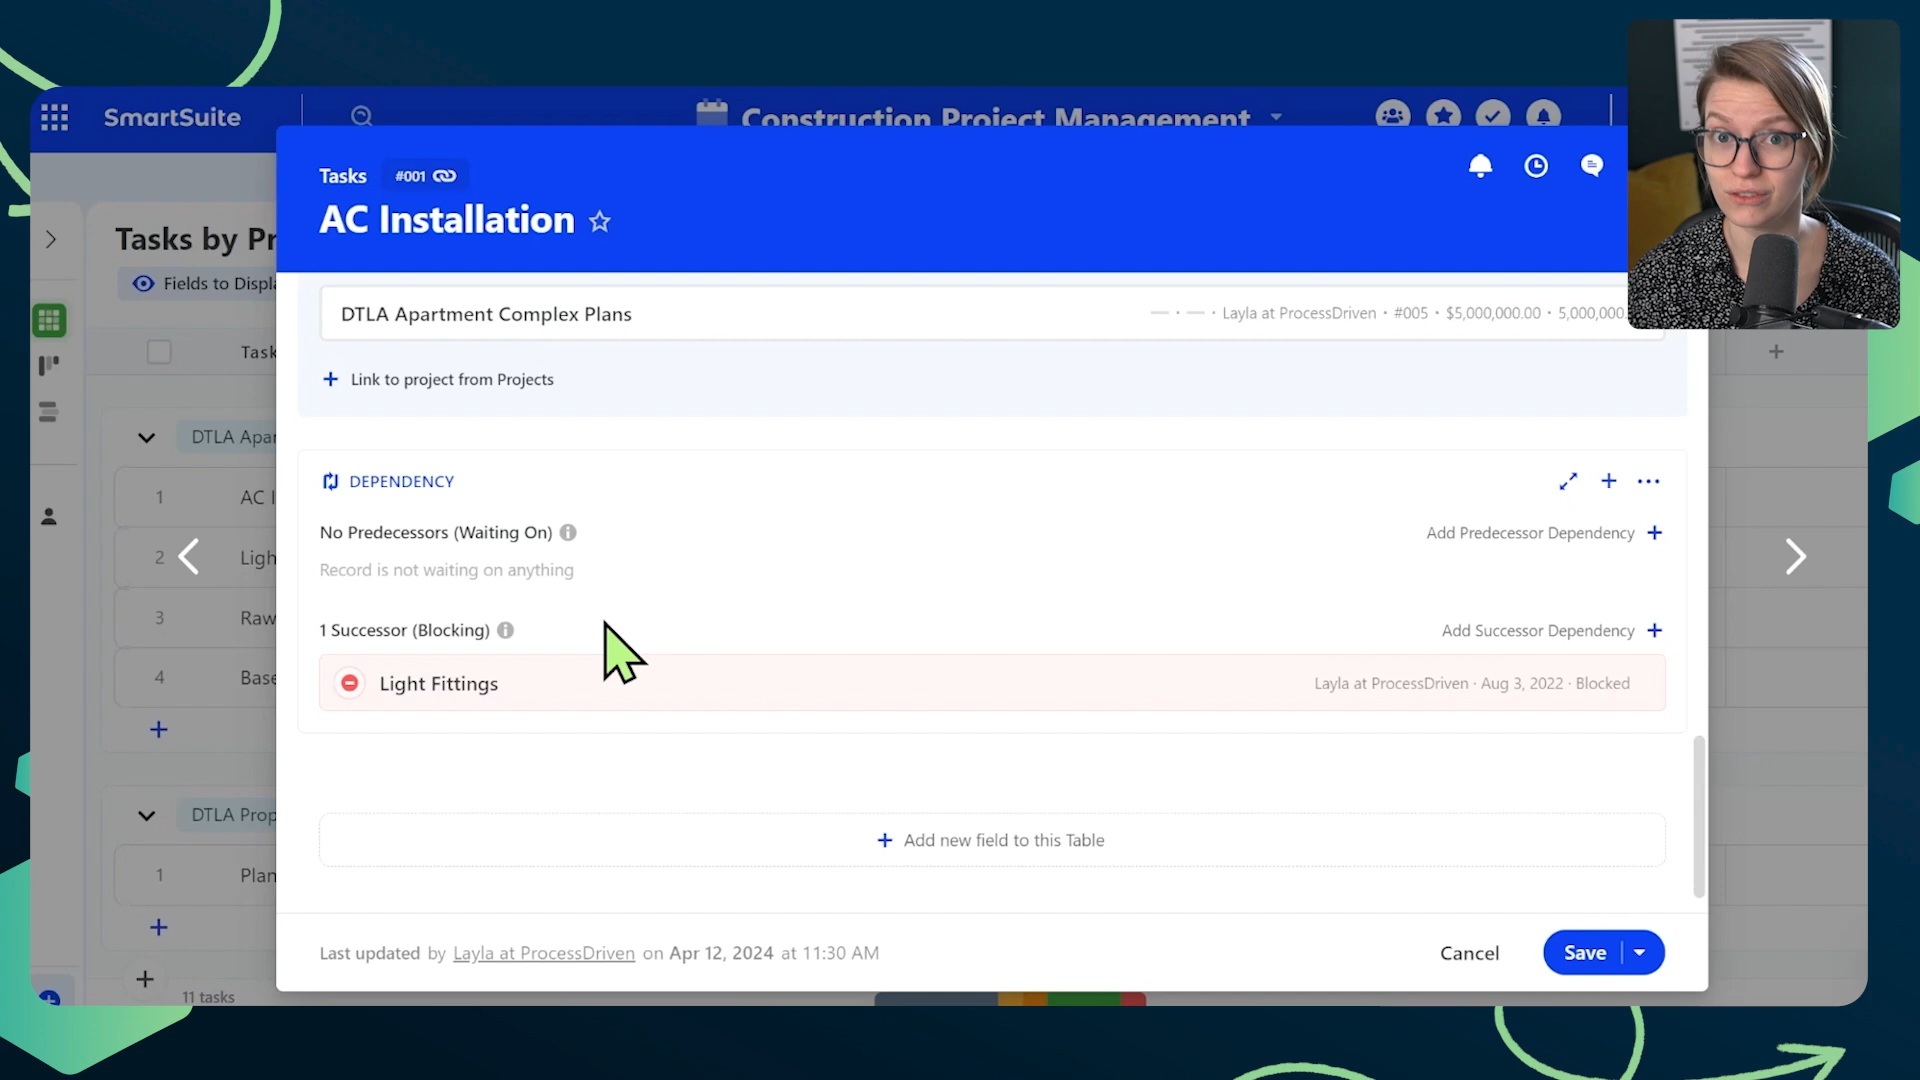 SmartSuite
Construction Project Management
Tasks #001
AC Installation
Tasks by Pr
Fields to Displa
DTLA Apartment Complex Plans
Layla at ProcessDriven • #005 • $5,000,000.00 • 5,000,000.
Task
Link to project from Projects
DTLA Apar
DEPENDENCY
1 AC I
No Predecessors (Waiting On)
Add Predecessor Dependency
2 Ligh
Record is not waiting on anything
3 Raw
1 Successor (Blocking)
Add Successor Dependency
4 Base
Light Fittings
Layla at ProcessDriven · Aug 3, 2022 · Blocked
DTLA Prop
Add new field to this Table
1 Plan
Last updated by Layla at ProcessDriven on Apr 12, 2024 at 11:30 AM
Cancel
Save
11 tasks